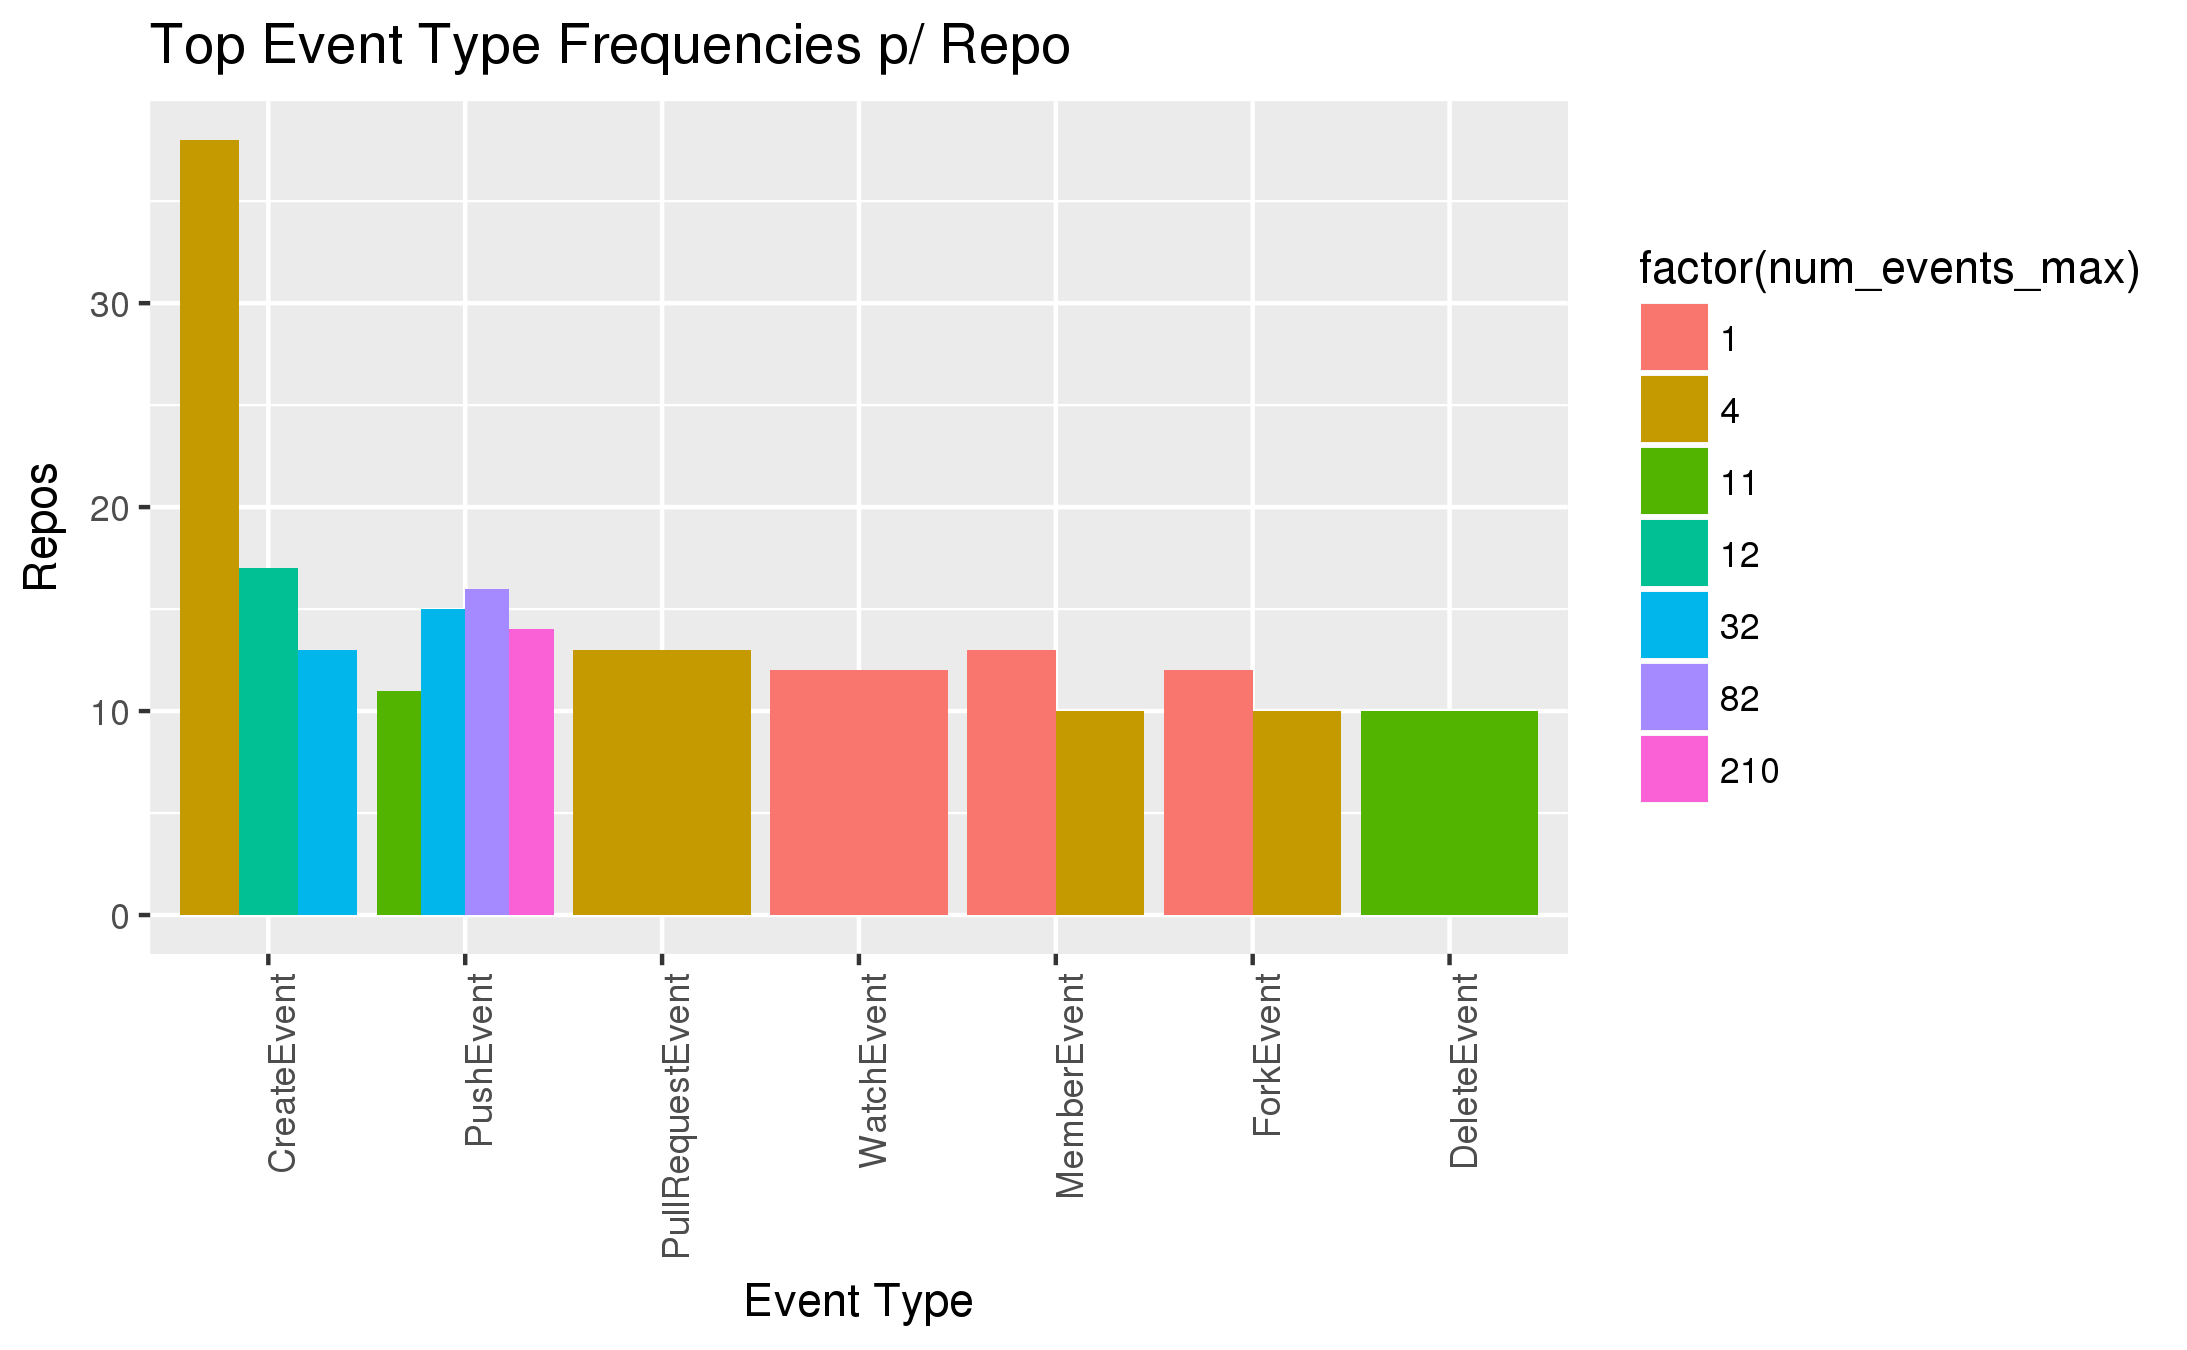 Top Event Type Frequencies p/ Repo
Repos
30
20
10
0
CreateEvent
PushEvent
PullRequestEvent
WatchEvent
MemberEvent
ForkEvent
DeleteEvent
Event Type
factor(num_events_max)
1
4
11
12
32
82
210